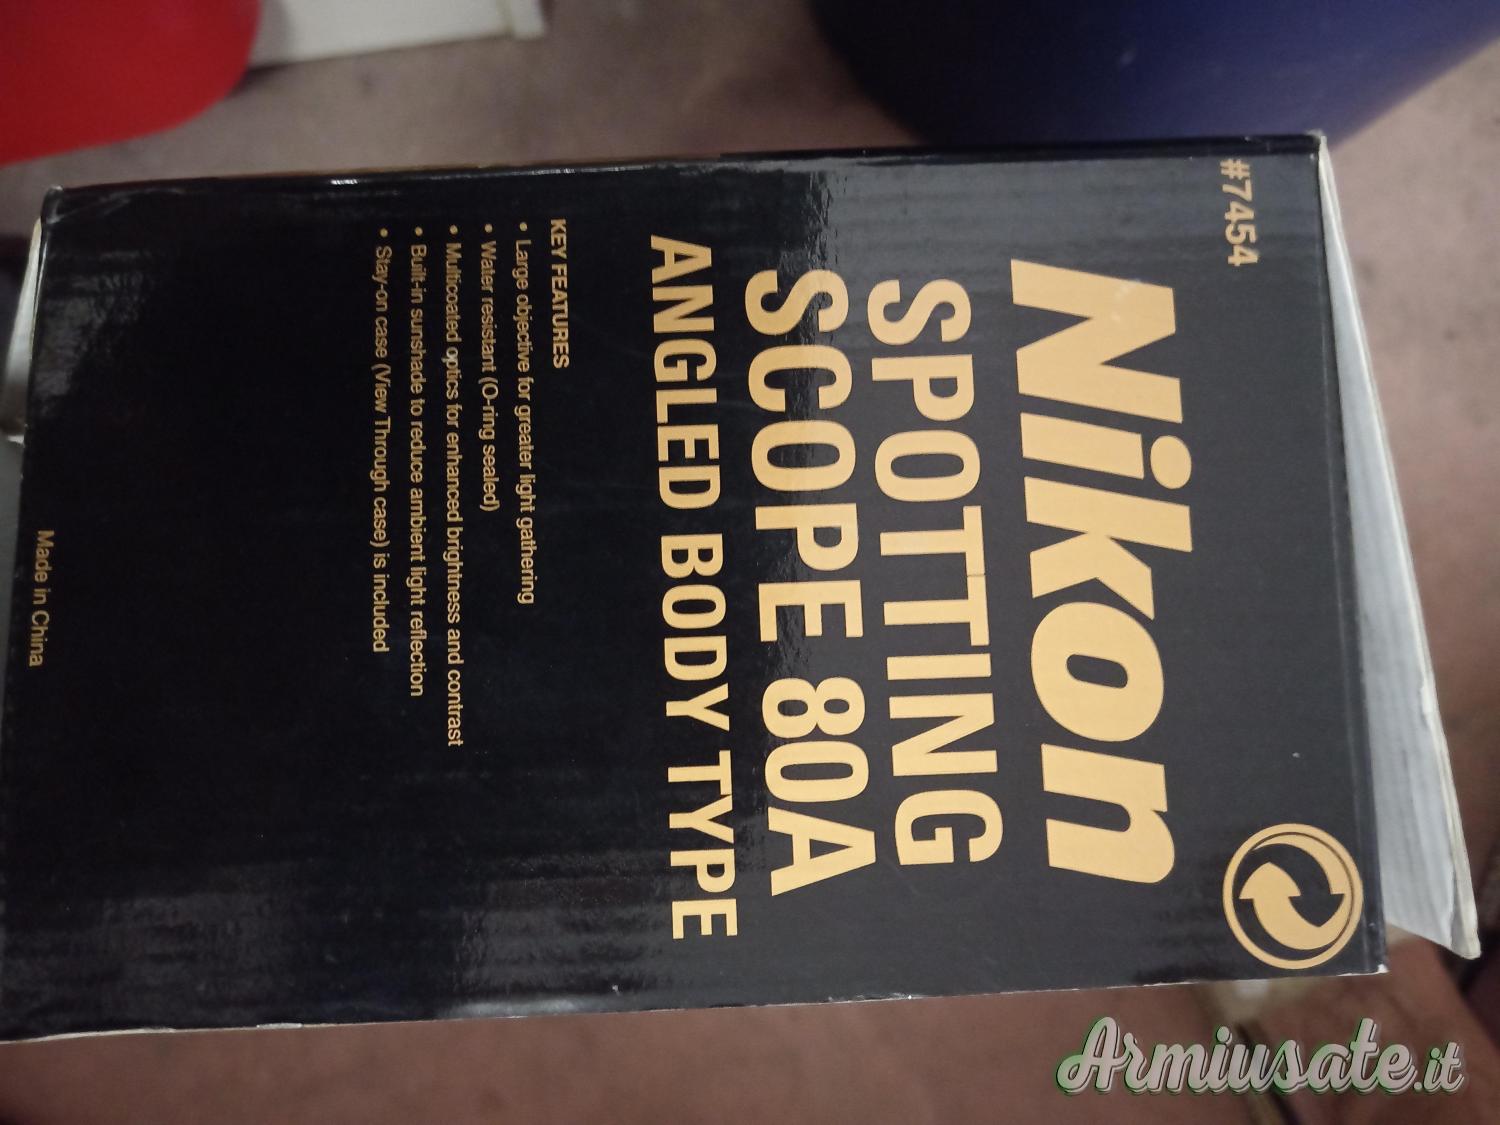 #7454
Nikon
SPOTTING
SCOPE 80A
ANGLED BODY TYPE
KEY FEATURES
• Large objective for greater light gathering
• Water resistant (O-ring sealed)
• Multicoated optics for enhanced brightness and contrast
• Built-in sunshade to reduce ambient light reflection
• Stay-on case (View Through case) is included
Made in China
Armiusate.it